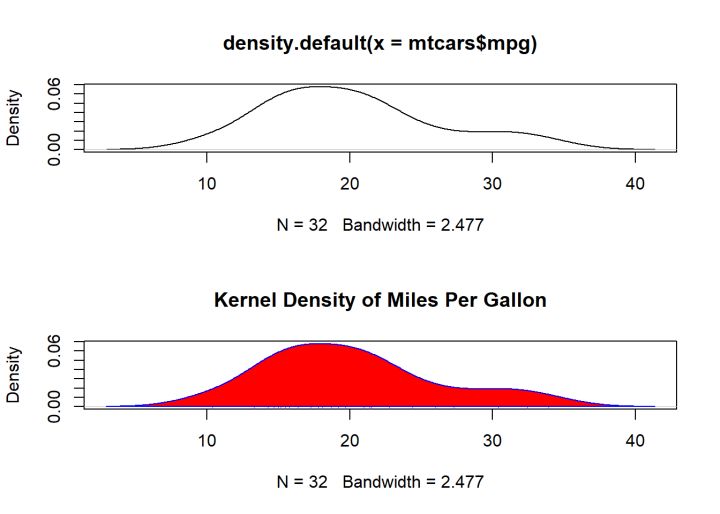 density.default(x = mtcars$mpg)
Density
0.06
0.00
10 20 30 40
N = 32 Bandwidth = 2.477
Kernel Density of Miles Per Gallon
Density
0.06
0.00
10 20 30 40
N = 32 Bandwidth = 2.477